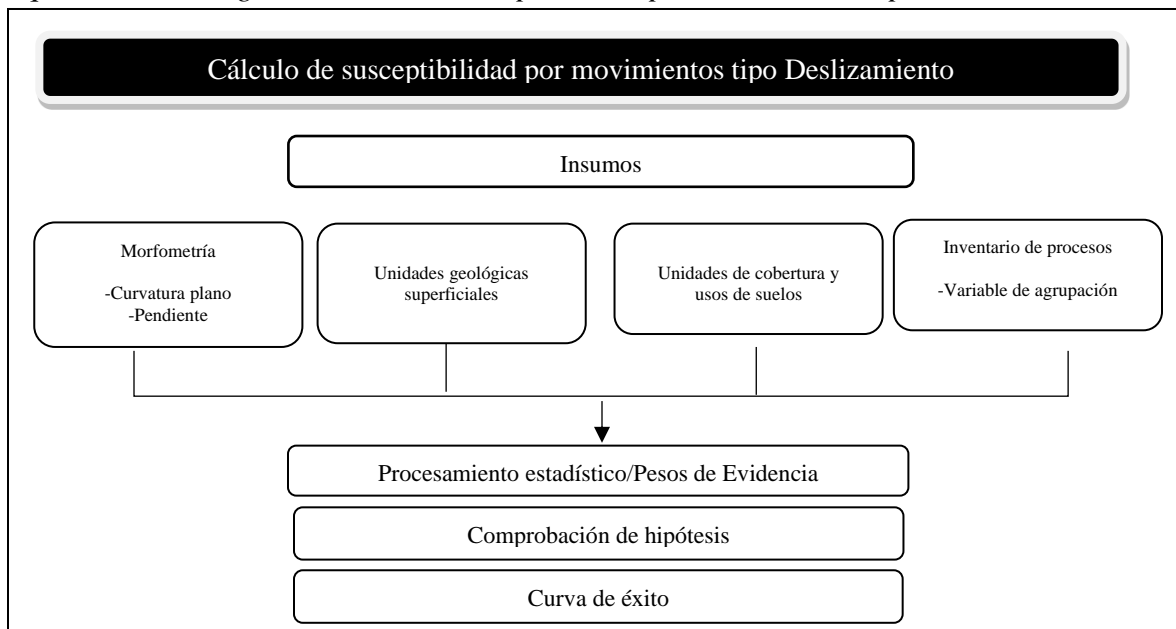 Cálculo de susceptibilidad por movimientos tipo Deslizamiento
Insumos
Morfometría
-Curvatura plano
-Pendiente
Unidades geológicas
superficiales
Unidades de cobertura y
usos de suelos
Inventario de procesos
-Variable de agrupación
Procesamiento estadístico/Pesos de Evidencia
Comprobación de hipótesis
Curva de éxito